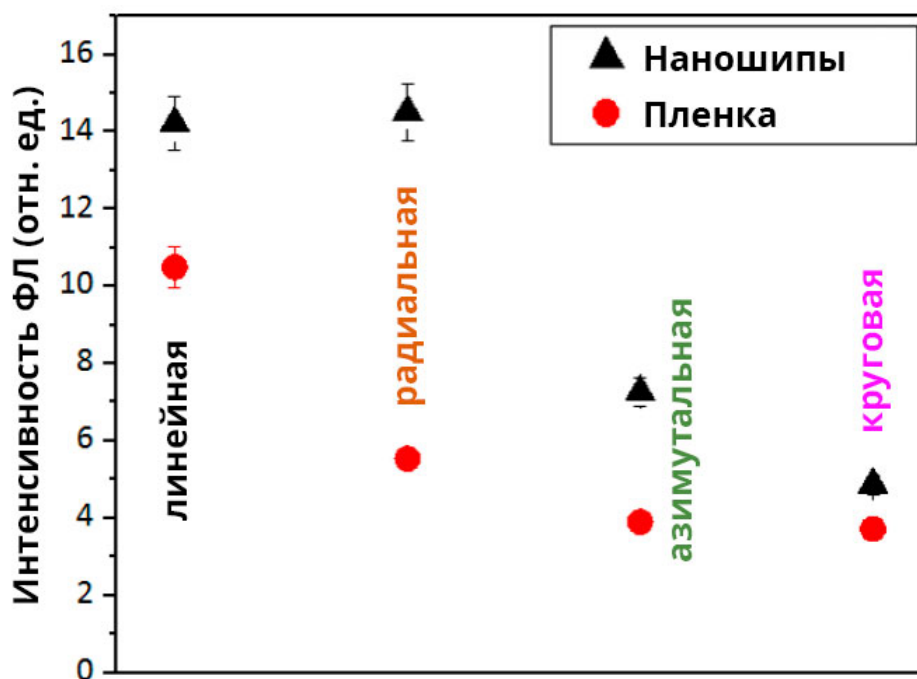 Интенсивность ФЛ (отн. ед.)
16
14
12
10
8
6
4
2
0
Наношипы
Пленка
линейная
радиальная
азимутальная
круговая